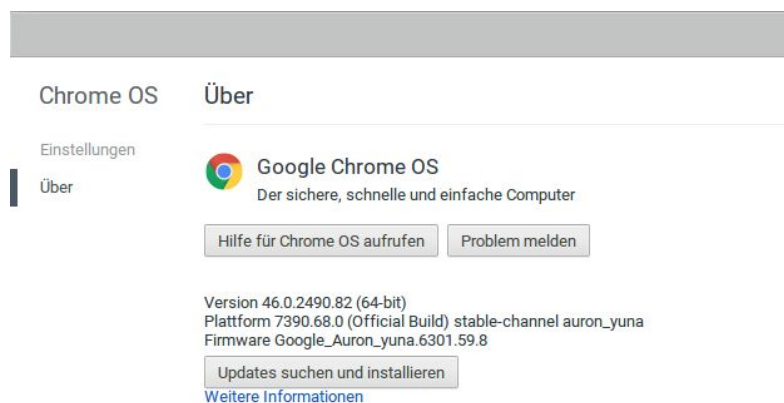 Chrome OS
Über
Einstellungen
Über
Google Chrome OS
Der sichere, schnelle und einfache Computer
Hilfe für Chrome OS aufrufen
Problem melden
Version 46.0.2490.82 (64-bit)
Plattform 7390.68.0 (Official Build) stable-channel auron_yuna
Firmware Google_Auron_yuna.6301.59.8
Updates suchen und installieren
Weitere Informationen